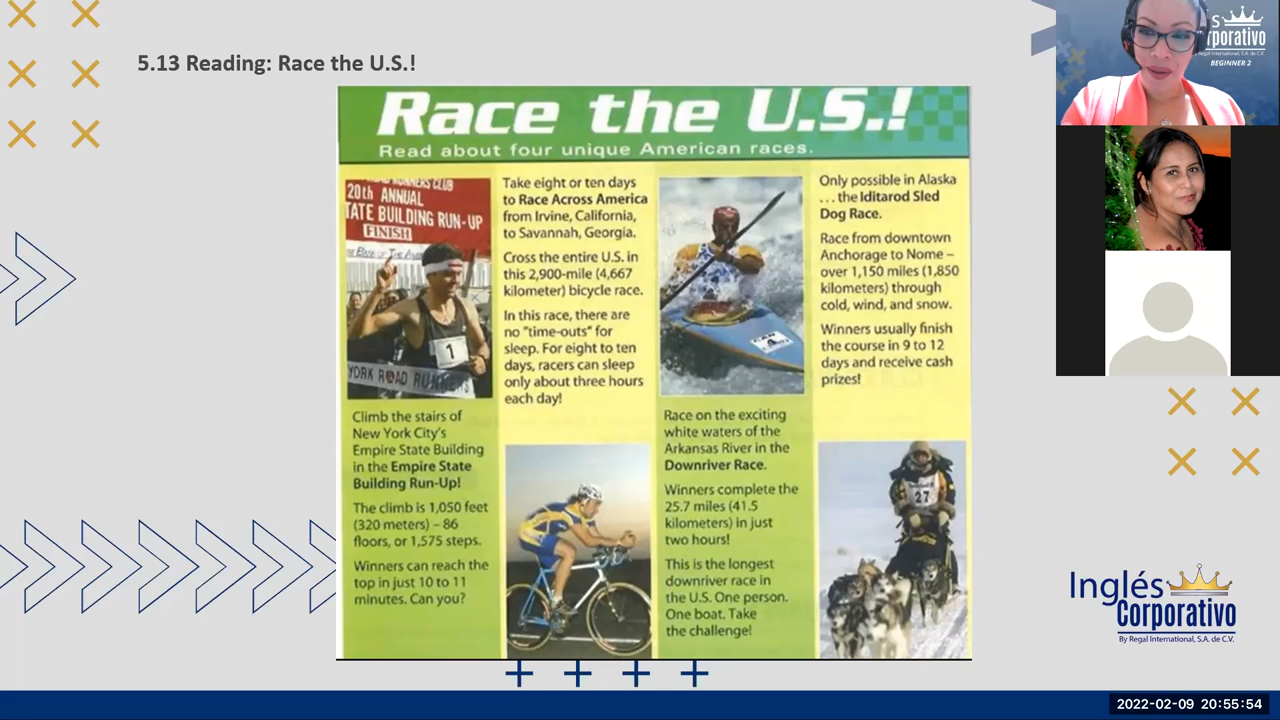 5.13 Reading: Race the U.S.!
Race the U.S.!
Read about four unique American races.
20th ANNUAL
TATE BUILDING RUN-UP
FINISH
1
YORK ROAD RUNNERS
Climb the stairs of
New York City's
Empire State Building
in the Empire State
Building Run-Up!
The climb is 1,050 feet
(320 meters) – 86
floors, or 1,575 steps.
Winners can reach the
top in just 10 to 11
minutes. Can you?
Take eight or ten days
to Race Across America
from Irvine, California,
to Savannah, Georgia.
Cross the entire U.S. in
this 2,900-mile (4,667
kilometer) bicycle race.
In this race, there are
no "time-outs" for
sleep. For eight to ten
days, racers can sleep
only about three hours
each day!
Race on the exciting
white waters of the
Arkansas River in the
Downriver Race.
Winners complete the
25.7 miles (41.5
kilometers) in just
two hours!
This is the longest
downriver race in
the U.S. One person.
One boat. Take
the challenge!
Only possible in Alaska
. . . the Iditarod Sled
Dog Race.
Race from downtown
Anchorage to Nome –
over 1,150 miles (1,850
kilometers) through
cold, wind, and snow.
Winners usually finish
the course in 9 to 12
days and receive cash
prizes!
27
s
rporativo
Regal International, S.A. de C.V.
BEGINNER 2
Inglés
Corporativo
By Regal International, S.A. de C.V.
2022-02-09 20:55:54